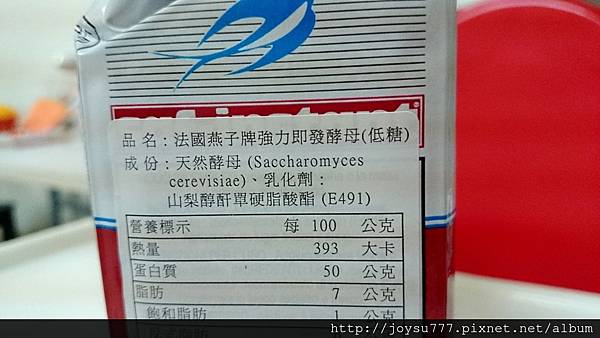 品 名：法國燕子牌強力即發酵母(低糖)
成 份：天然酵母 (Saccharomyces
cerevisiae)、乳化劑：
山梨醇酐單硬脂酸酯 (E491)
營養標示 每 100 公克
熱量 393 大卡
蛋白質 50 公克
脂肪 7 公克
飽和脂肪 1 公克
http://joysu777.pixnet.net/album